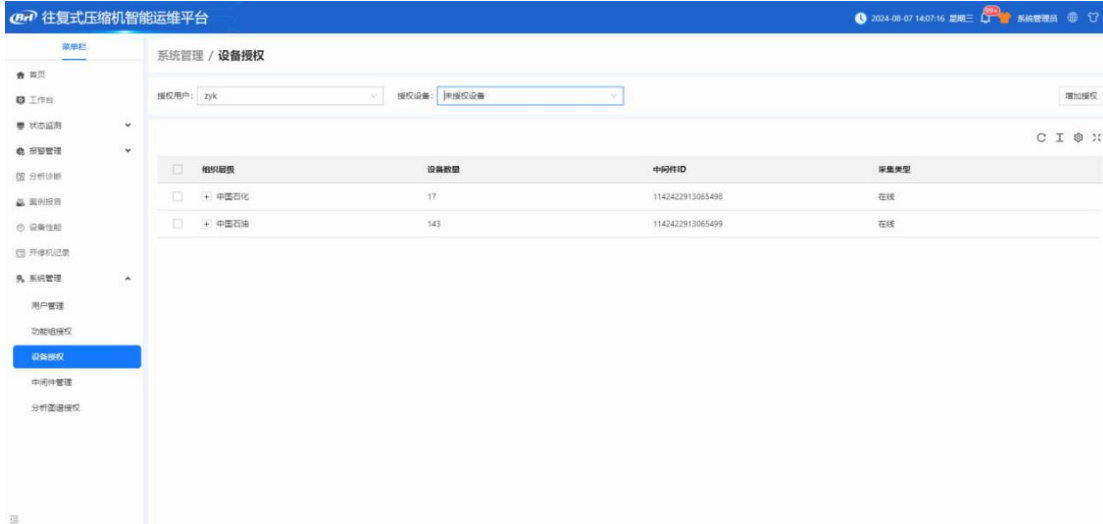 BHD 往复式压缩机智能运维平台
2024-08-07 14:07:16 星期三 99+ 系统管理员
菜单栏
首页
工作台
状态监测
报警管理
分析诊断
案例报告
设备性能
开停机记录
系统管理
用户管理
功能组授权
设备授权
中间件管理
分析图谱授权
系统管理 / 设备授权
授权用户: zyk 授权设备: 未授权设备 增加授权
组织层级 设备数量 中间件ID 采集类型
中国石化 17 1142422913065498 在线
中国石油 143 1142422913065499 在线